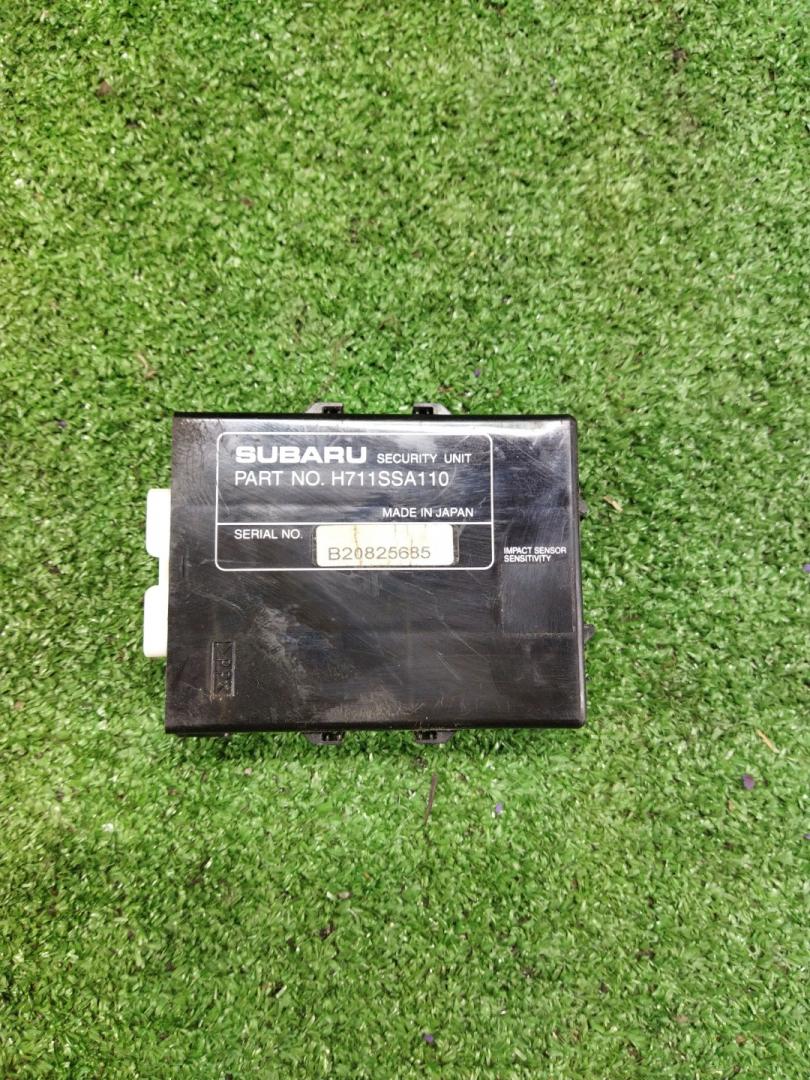 SUBARU SECURITY UNIT
PART NO. H711SSA110
MADE IN JAPAN
SERIAL NO. B20825685
IMPACT SENSOR
SENSITIVITY